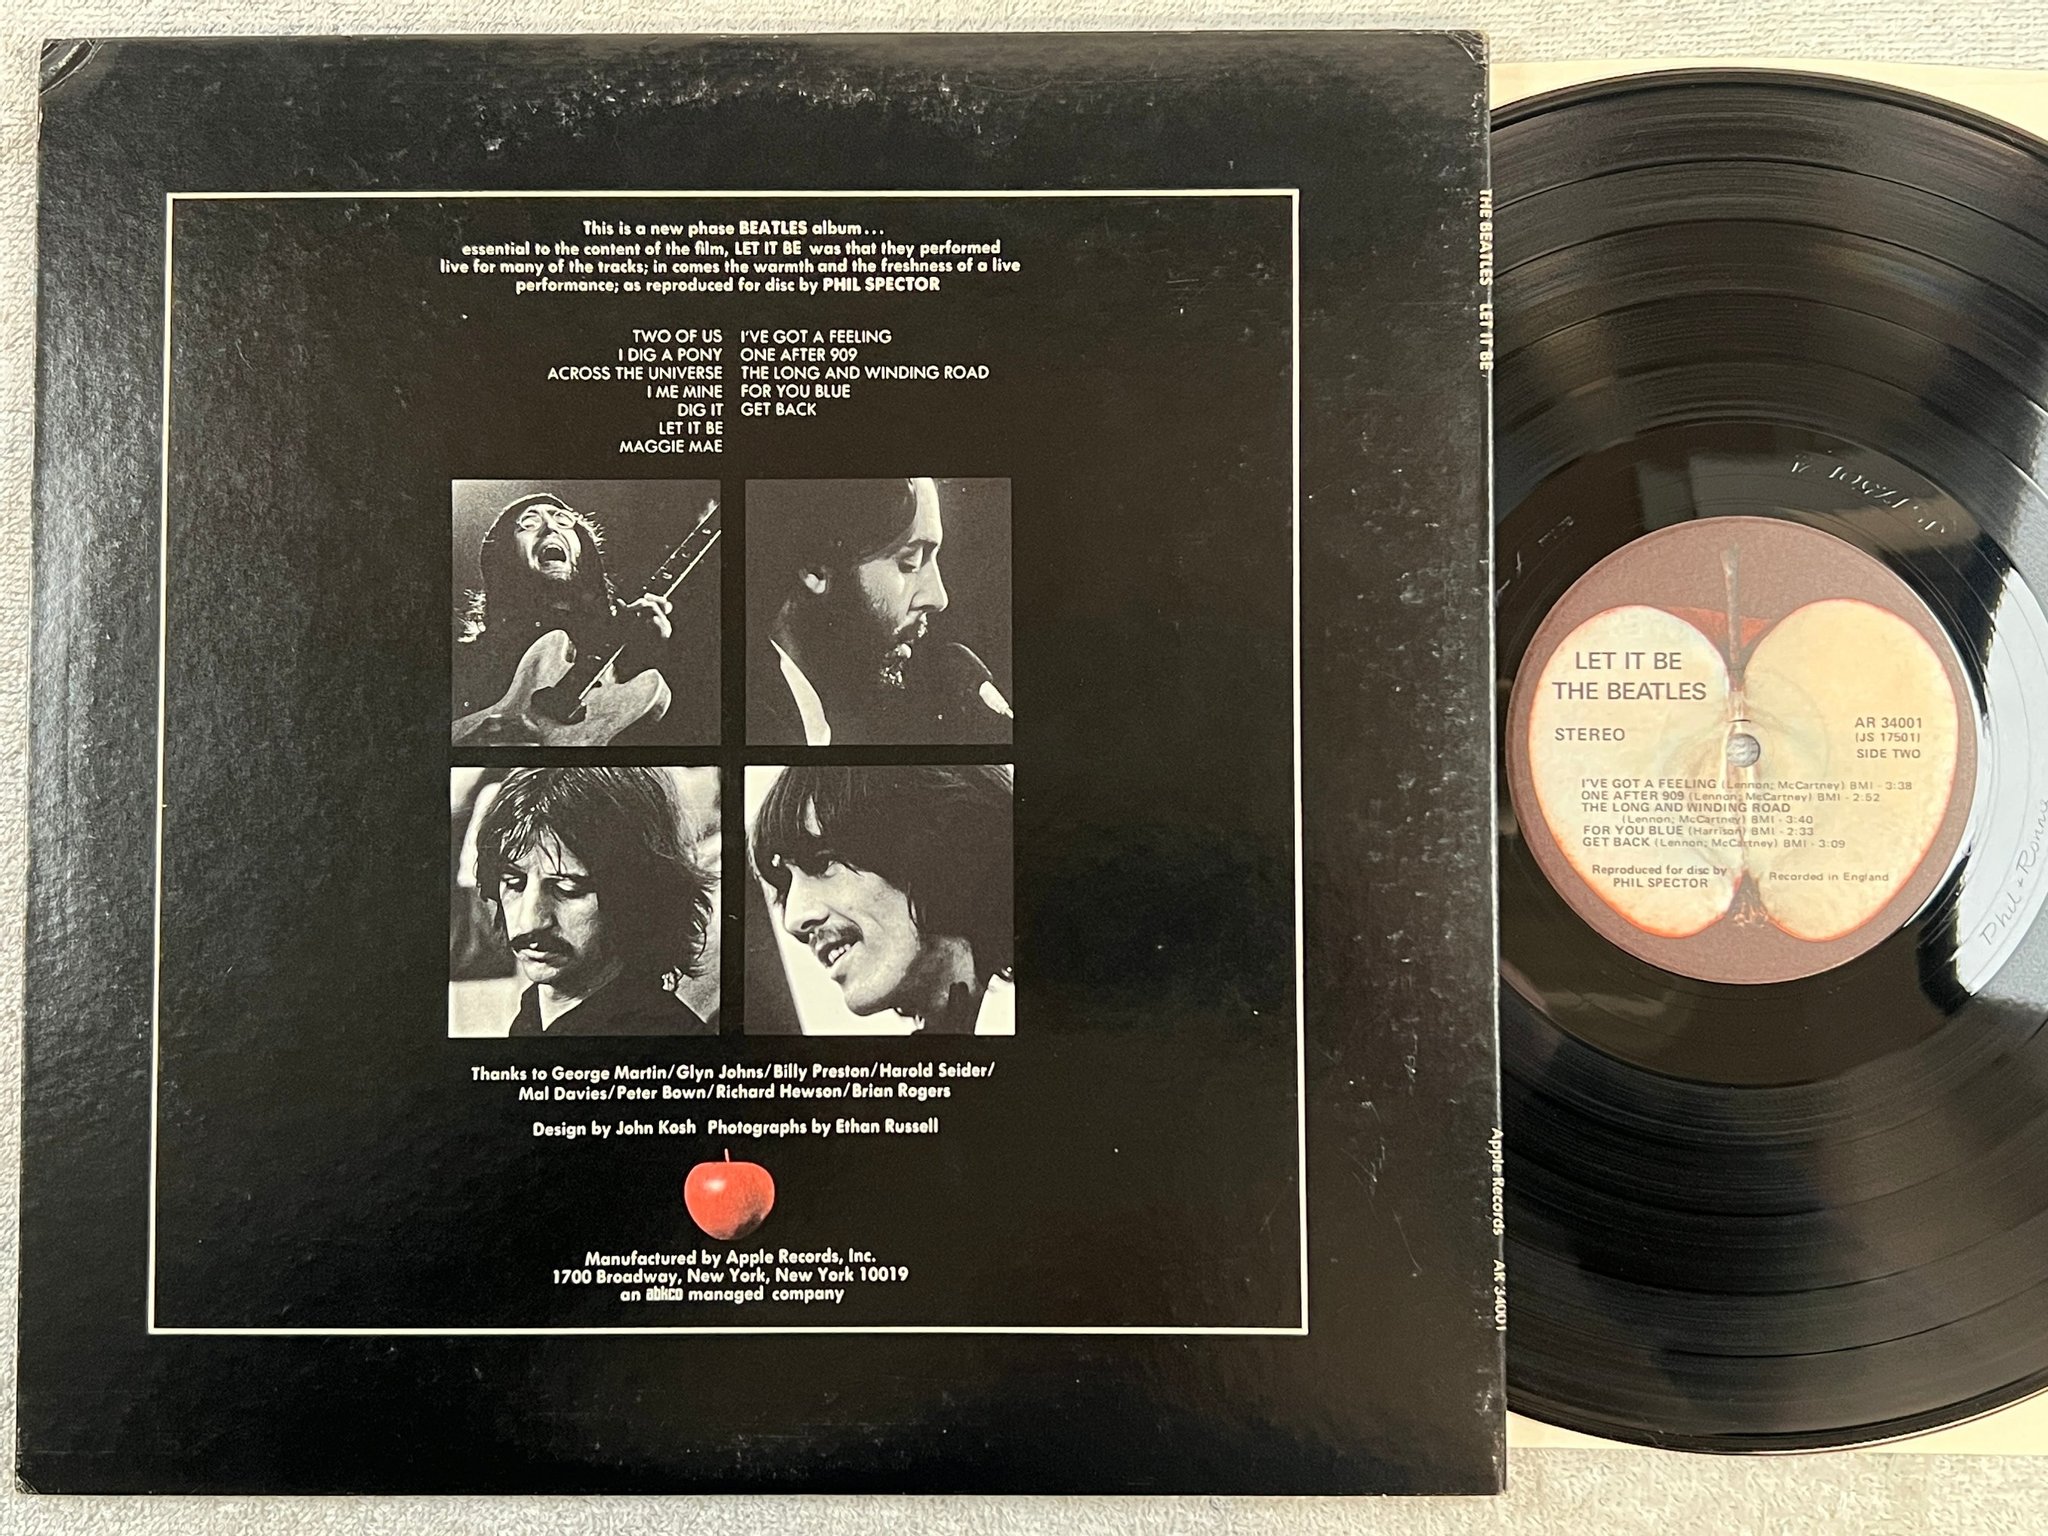 This is a new phase BEATLES album...
essential to the content of the film, LET IT BE was that they performed
live for many of the tracks; in comes the warmth and the freshness of a live
performance; as reproduced for disc by PHIL SPECTOR
TWO OF US I'VE GOT A FEELING
I DIG A PONY ONE AFTER 909
ACROSS THE UNIVERSE THE LONG AND WINDING ROAD
I ME MINE FOR YOU BLUE
DIG IT GET BACK
LET IT BE
MAGGIE MAE
Thanks to George Martin/Glyn Johns/Billy Preston/Harold Seider/
Mal Davies/Peter Bown/Richard Hewson/Brian Rogers
Design by John Kosh Photographs by Ethan Russell
Manufactured by Apple Records, Inc.
1700 Broadway, New York, New York 10019
an abkco managed company
THE BEATLES LET IT BE Apple Records AR 34001
LET IT BE
THE BEATLES
STEREO
AR 34001
(JS 17501)
SIDE TWO
I'VE GOT A FEELING (Lennon; McCartney) BMI - 3:38
ONE AFTER 909 (Lennon; McCartney) BMI - 2:52
THE LONG AND WINDING ROAD
(Lennon, McCartney) BMI - 3:40
FOR YOU BLUE (Harrison) BMI - 2:33
GET BACK (Lennon; McCartney) BMI - 3:09
Reproduced for disc by
PHIL SPECTOR
Recorded in England
Phil + Ronnie